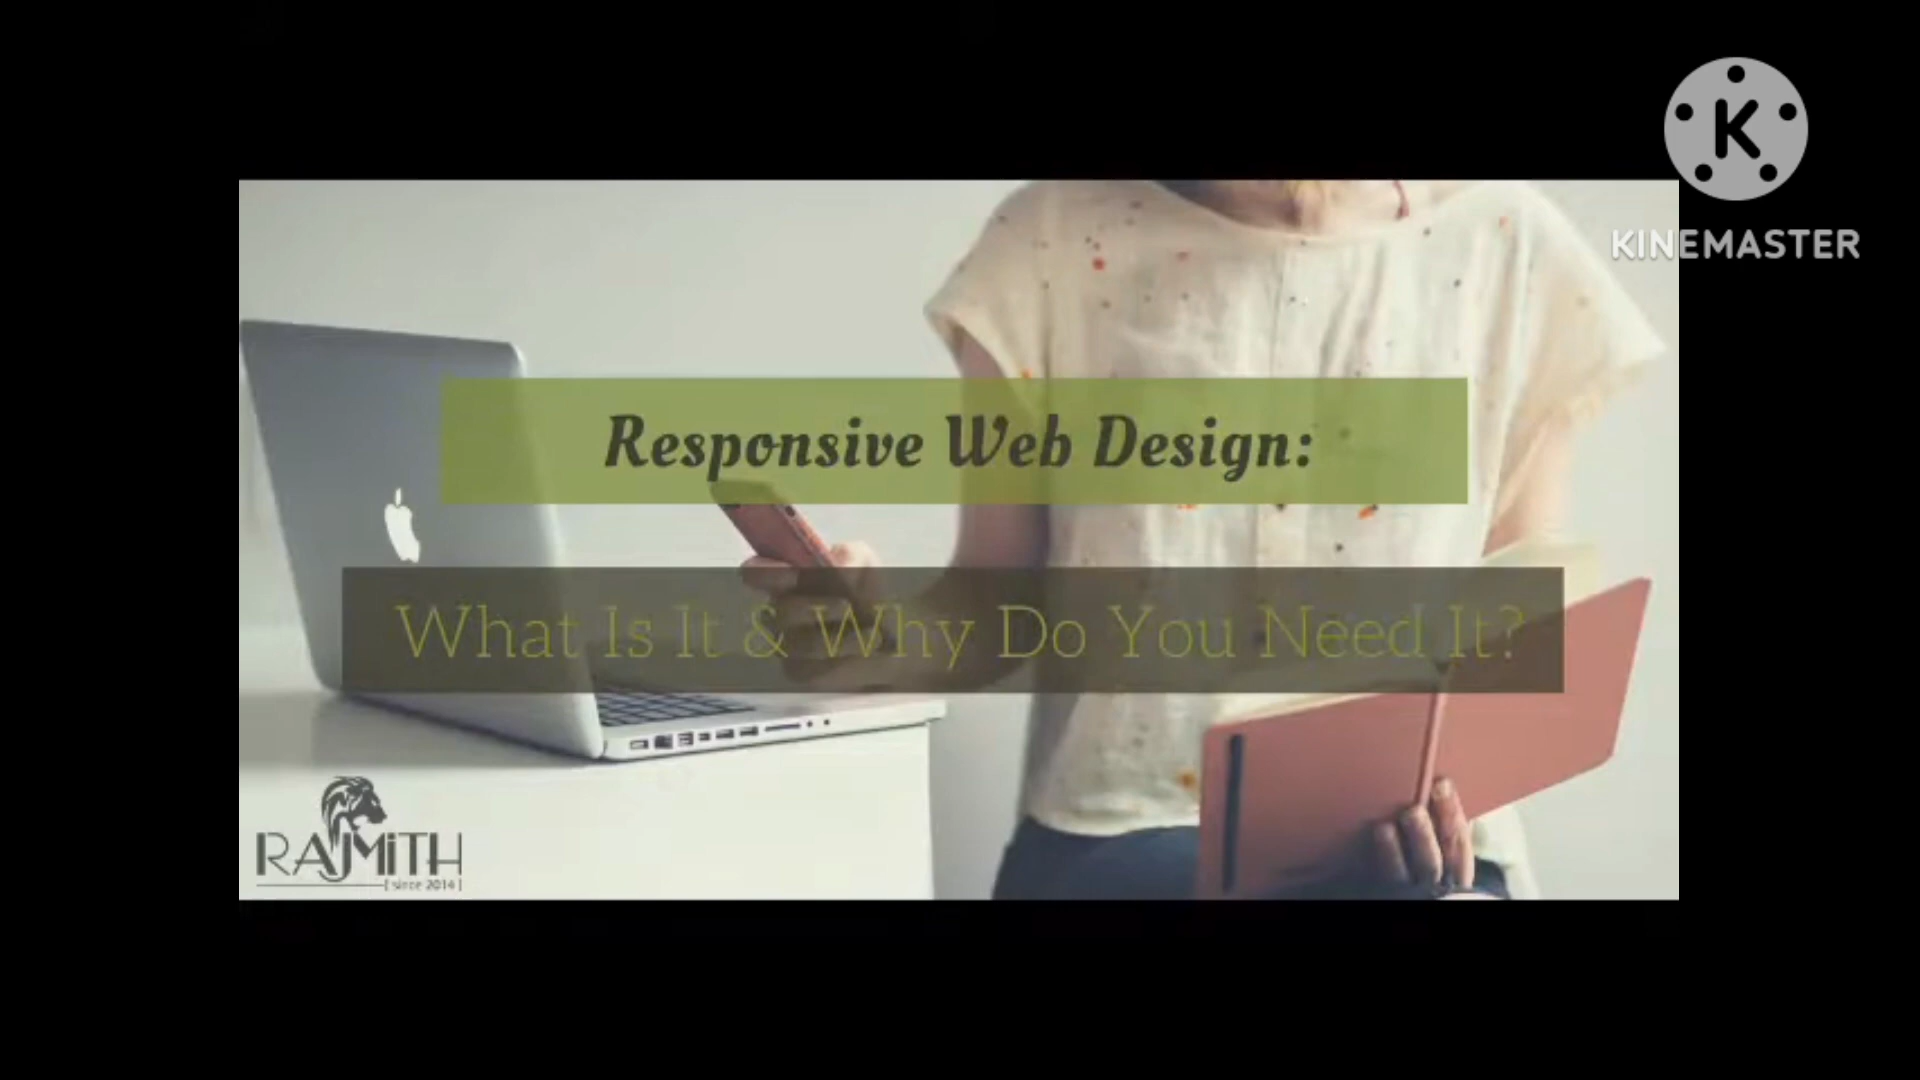 K
KINEMASTER
Responsive Web Design:
What Is It & Why Do You Need It?
RAJMiTH
[since 2014]